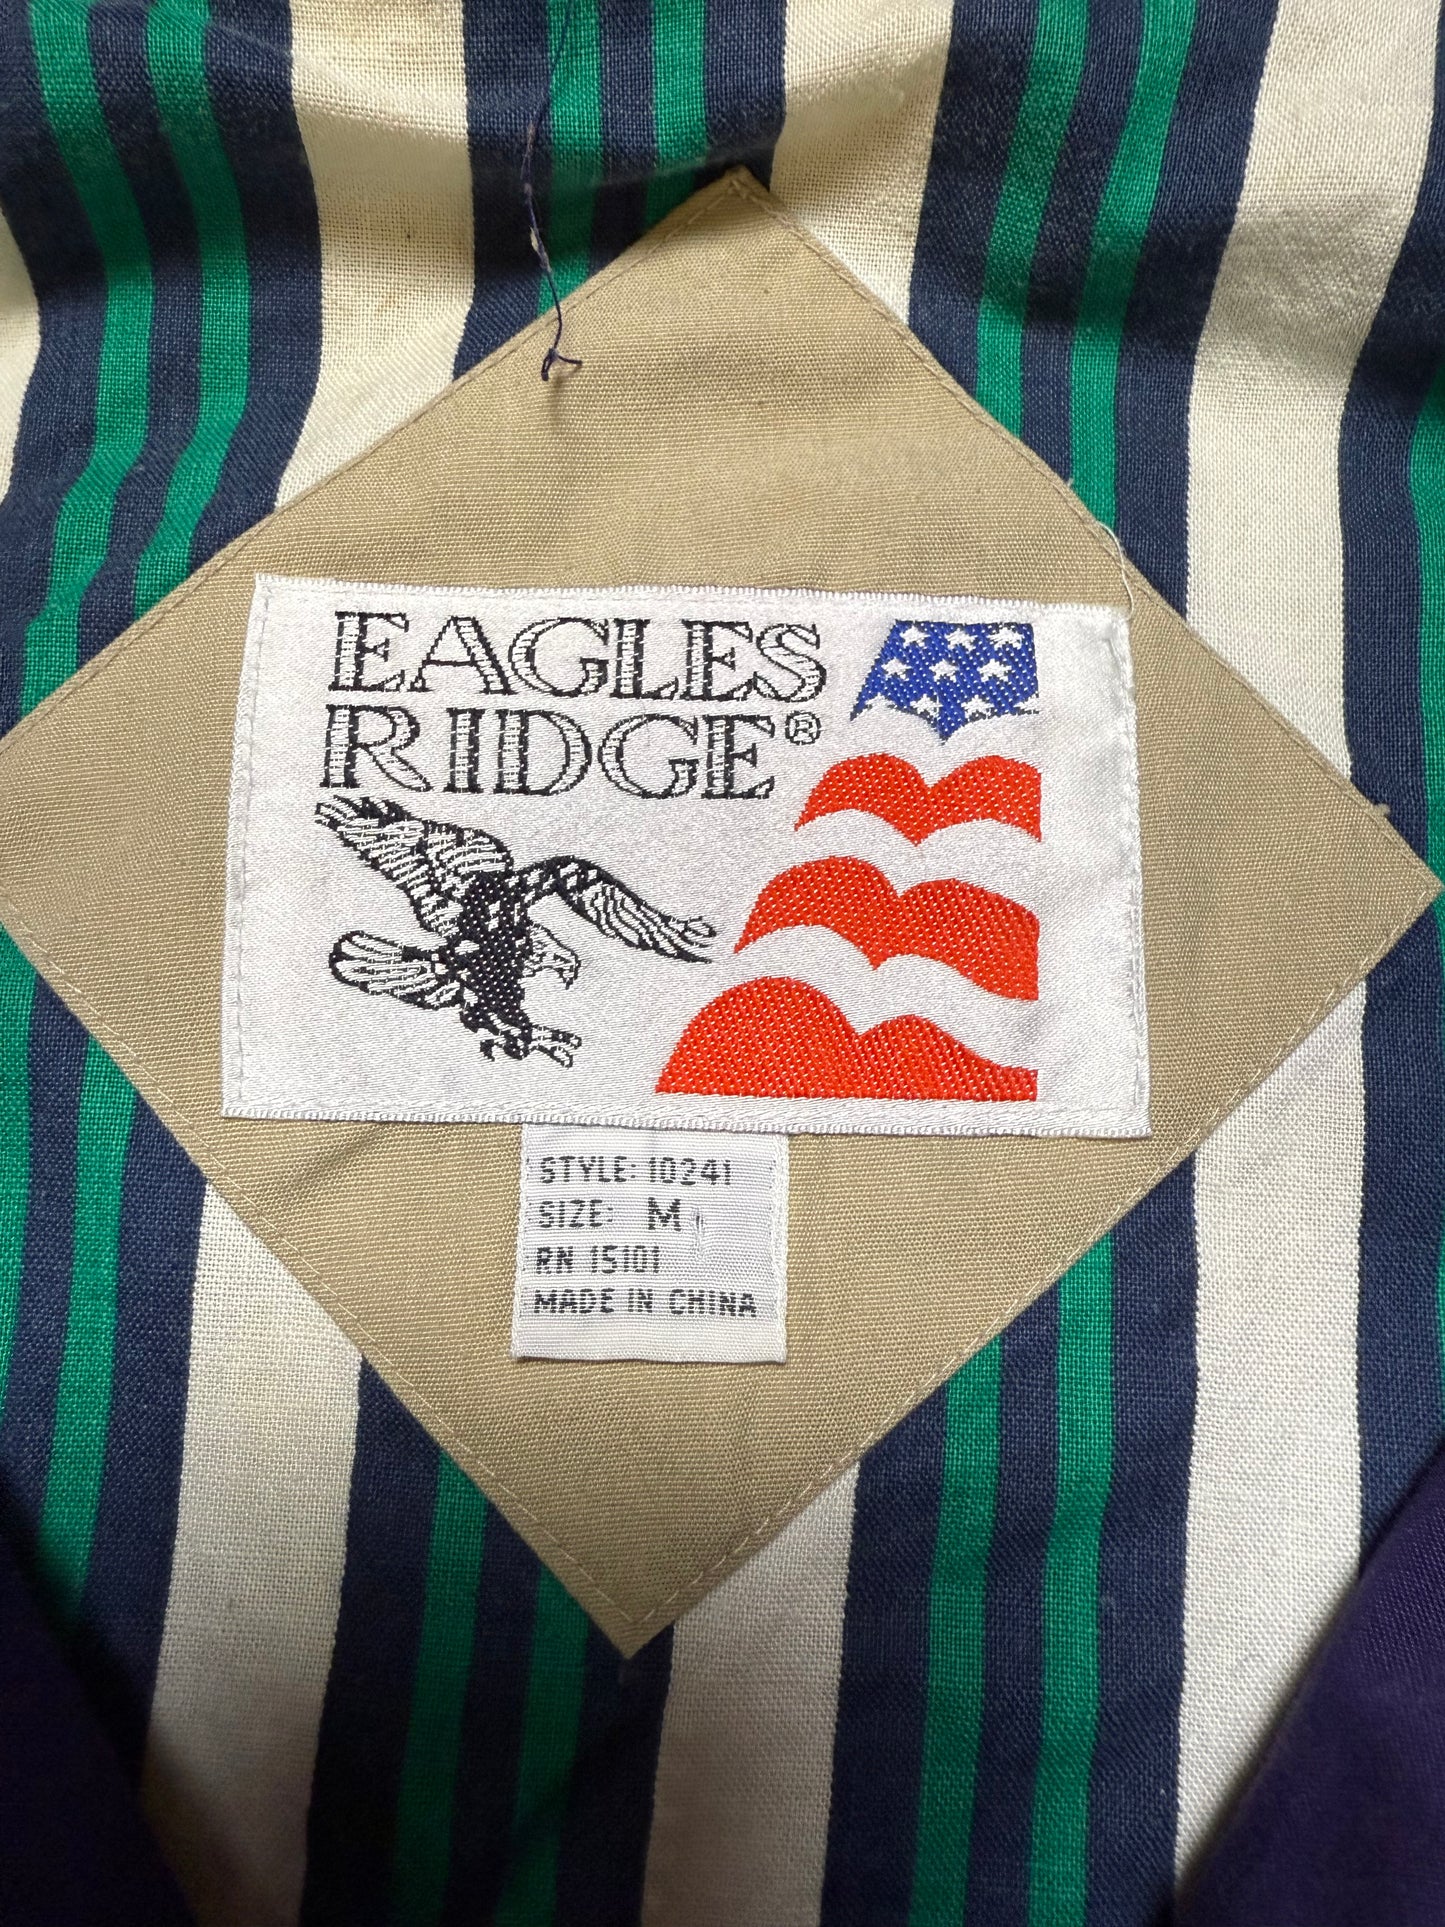 EAGLES
RIDGE®
STYLE: 10241
SIZE: M
RN 15101
MADE IN CHINA